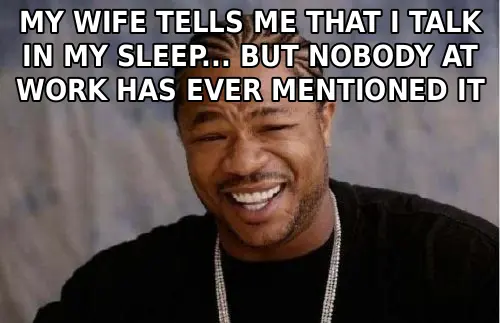 MY WIFE TELLS ME THAT I TALK
IN MY SLEEP... BUT NOBODY AT
WORK HAS EVER MENTIONED IT